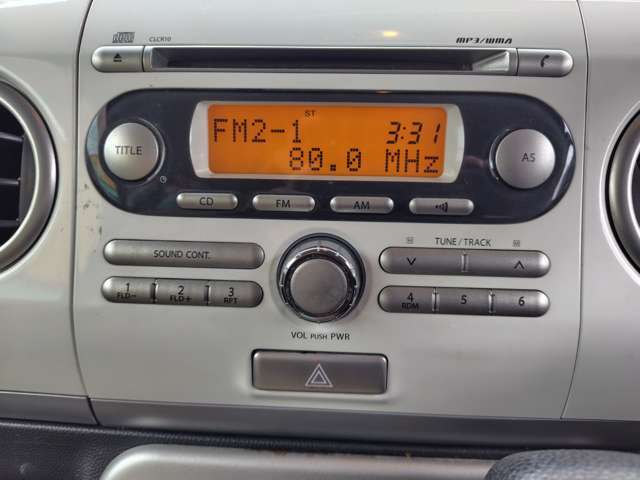 CLCR10
MP3/WMA
ST
FM2-1 3:31
80.0 MHz
TITLE
AS
CD FM AM
SOUND CONT.
TUNE/TRACK
1 FLD-
2 FLD+
3 RPT
4 RDM
5
6
VOL PUSH PWR